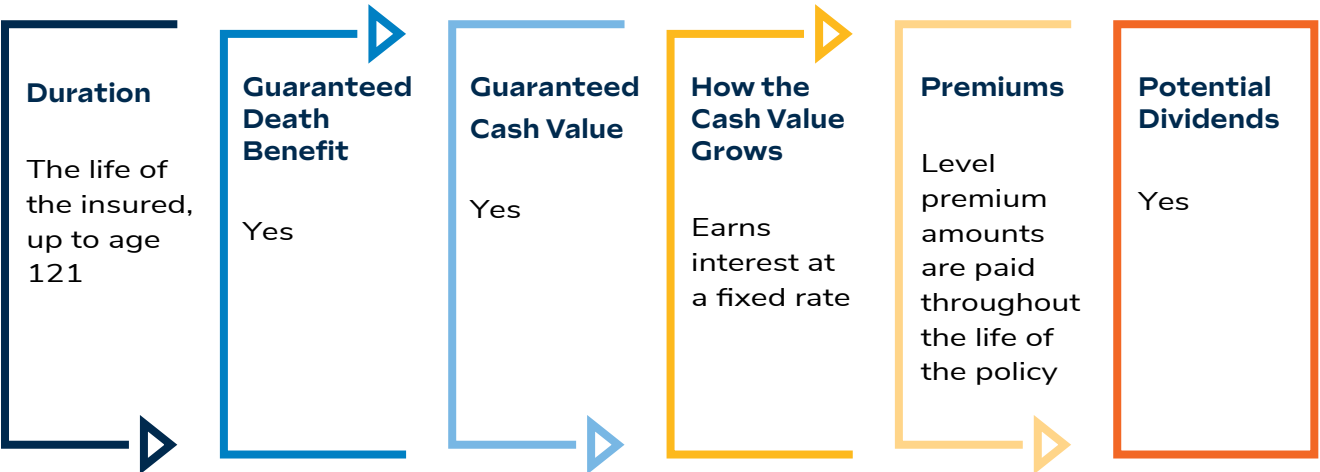 Duration
The life of
the insured,
up to age
121
Guaranteed
Death
Benefit
Yes
Guaranteed
Cash Value
Yes
How the
Cash Value
Grows
Earns
interest at
a fixed rate
Premiums
Level
premium
amounts
are paid
throughout
the life of
the policy
Potential
Dividends
Yes